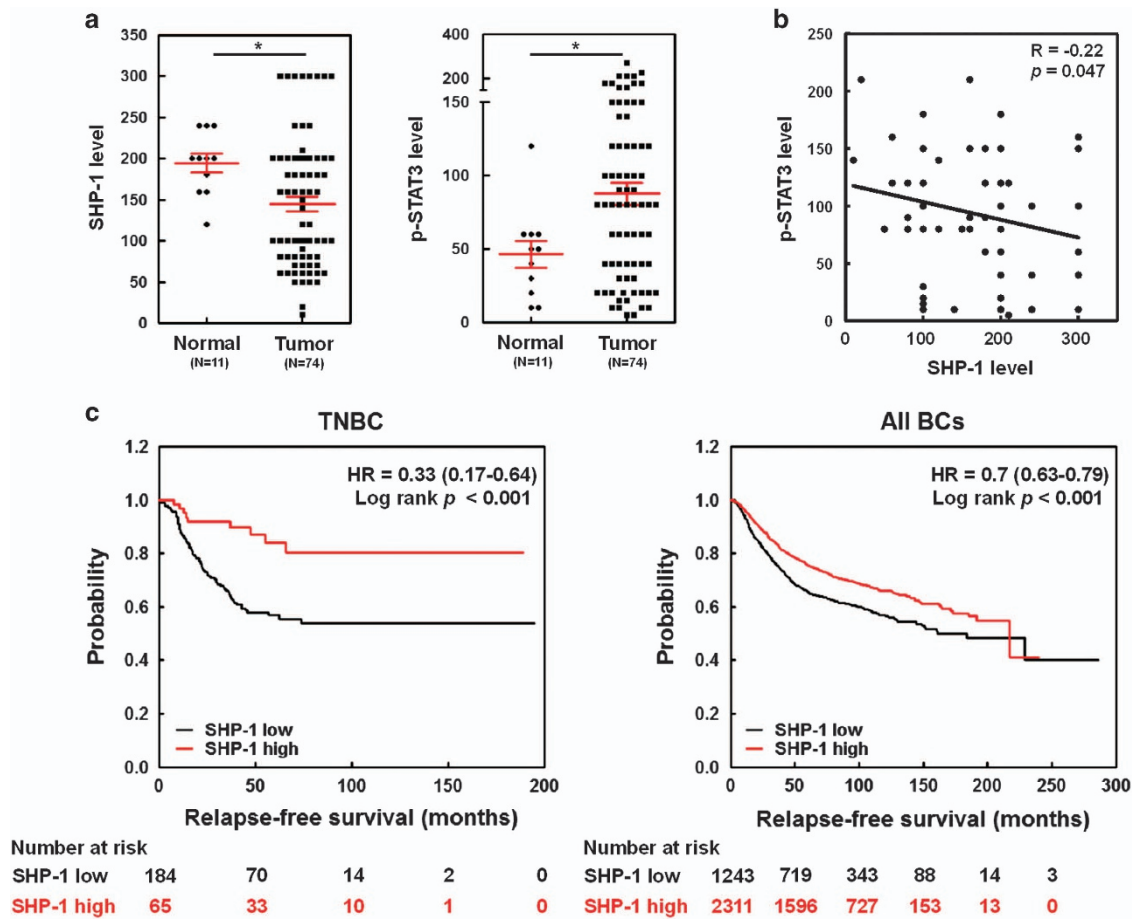 a
b
350
300
250
200
150
100
50
0
SHP-1 level
*
Normal
(N=11)
Tumor
(N=74)
400
200
150
100
50
0
p-STAT3 level
*
Normal
(N=11)
Tumor
(N=74)
R = -0.22
p = 0.047
250
200
150
100
50
0
p-STAT3 level
0 100 200 300
SHP-1 level
c
TNBC
1.2
1.0
0.8
0.6
0.4
0.2
0.0
Probability
HR = 0.33 (0.17-0.64)
Log rank p < 0.001
SHP-1 low
SHP-1 high
0 50 100 150 200
Relapse-free survival (months)
Number at risk
SHP-1 low 184 70 14 2 0
SHP-1 high 65 33 10 1 0
All BCs
1.2
1.0
0.8
0.6
0.4
0.2
0.0
Probability
HR = 0.7 (0.63-0.79)
Log rank p < 0.001
SHP-1 low
SHP-1 high
0 50 100 150 200 250 300
Relapse-free survival (months)
Number at risk
SHP-1 low 1243 719 343 88 14 3
SHP-1 high 2311 1596 727 153 13 0